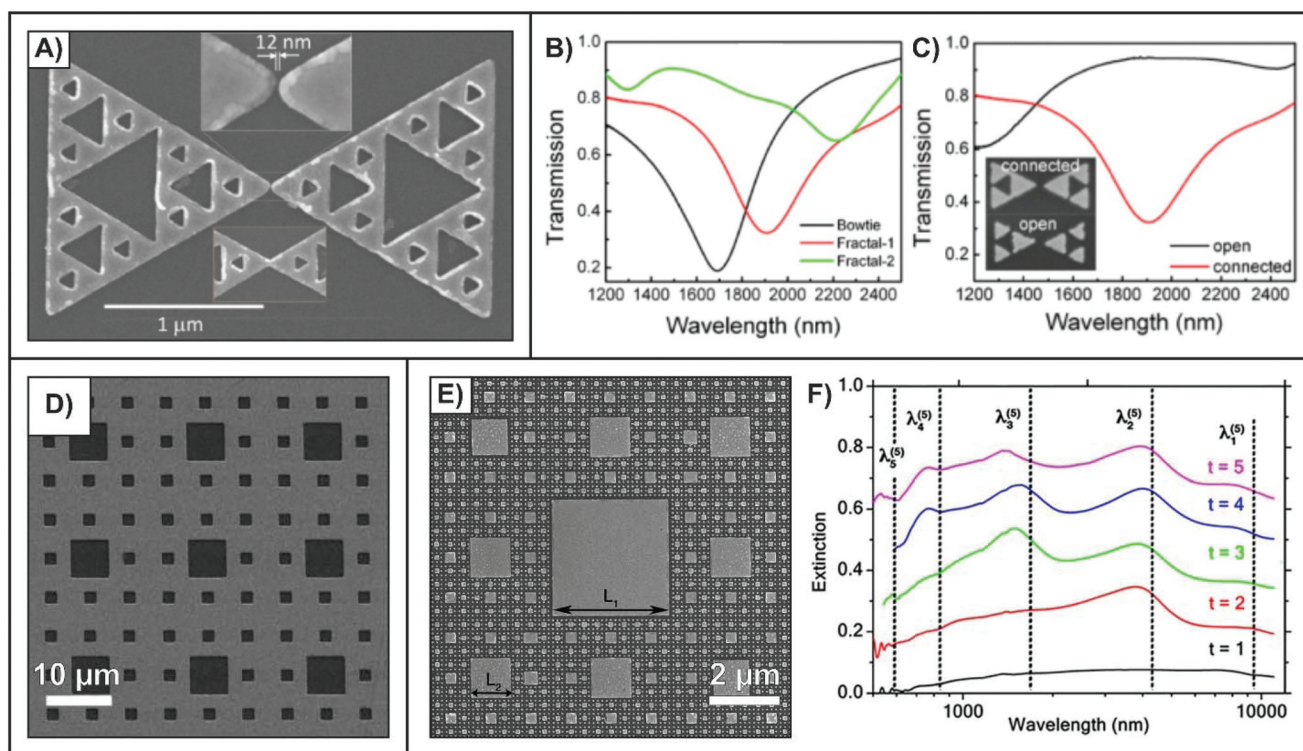 A)
12 nm
1 μm
B)
Transmission
1.0
0.8
0.6
0.4
0.2
Bowtie
Fractal-1
Fractal-2
1200 1400 1600 1800 2000 2200 2400
Wavelength (nm)
C)
Transmission
1.0
0.8
0.6
0.4
0.2
connected
open
open
connected
1200 1400 1600 1800 2000 2200 2400
Wavelength (nm)
D)
10 μm
E)
L₁
L₂
2 μm
F)
Extinction
1.0
0.8
0.6
0.4
0.2
0.0
λ₅⁽⁵⁾
λ₄⁽⁵⁾
λ₃⁽⁵⁾
λ₂⁽⁵⁾
λ₁⁽⁵⁾
t = 5
t = 4
t = 3
t = 2
t = 1
1000 10000
Wavelength (nm)